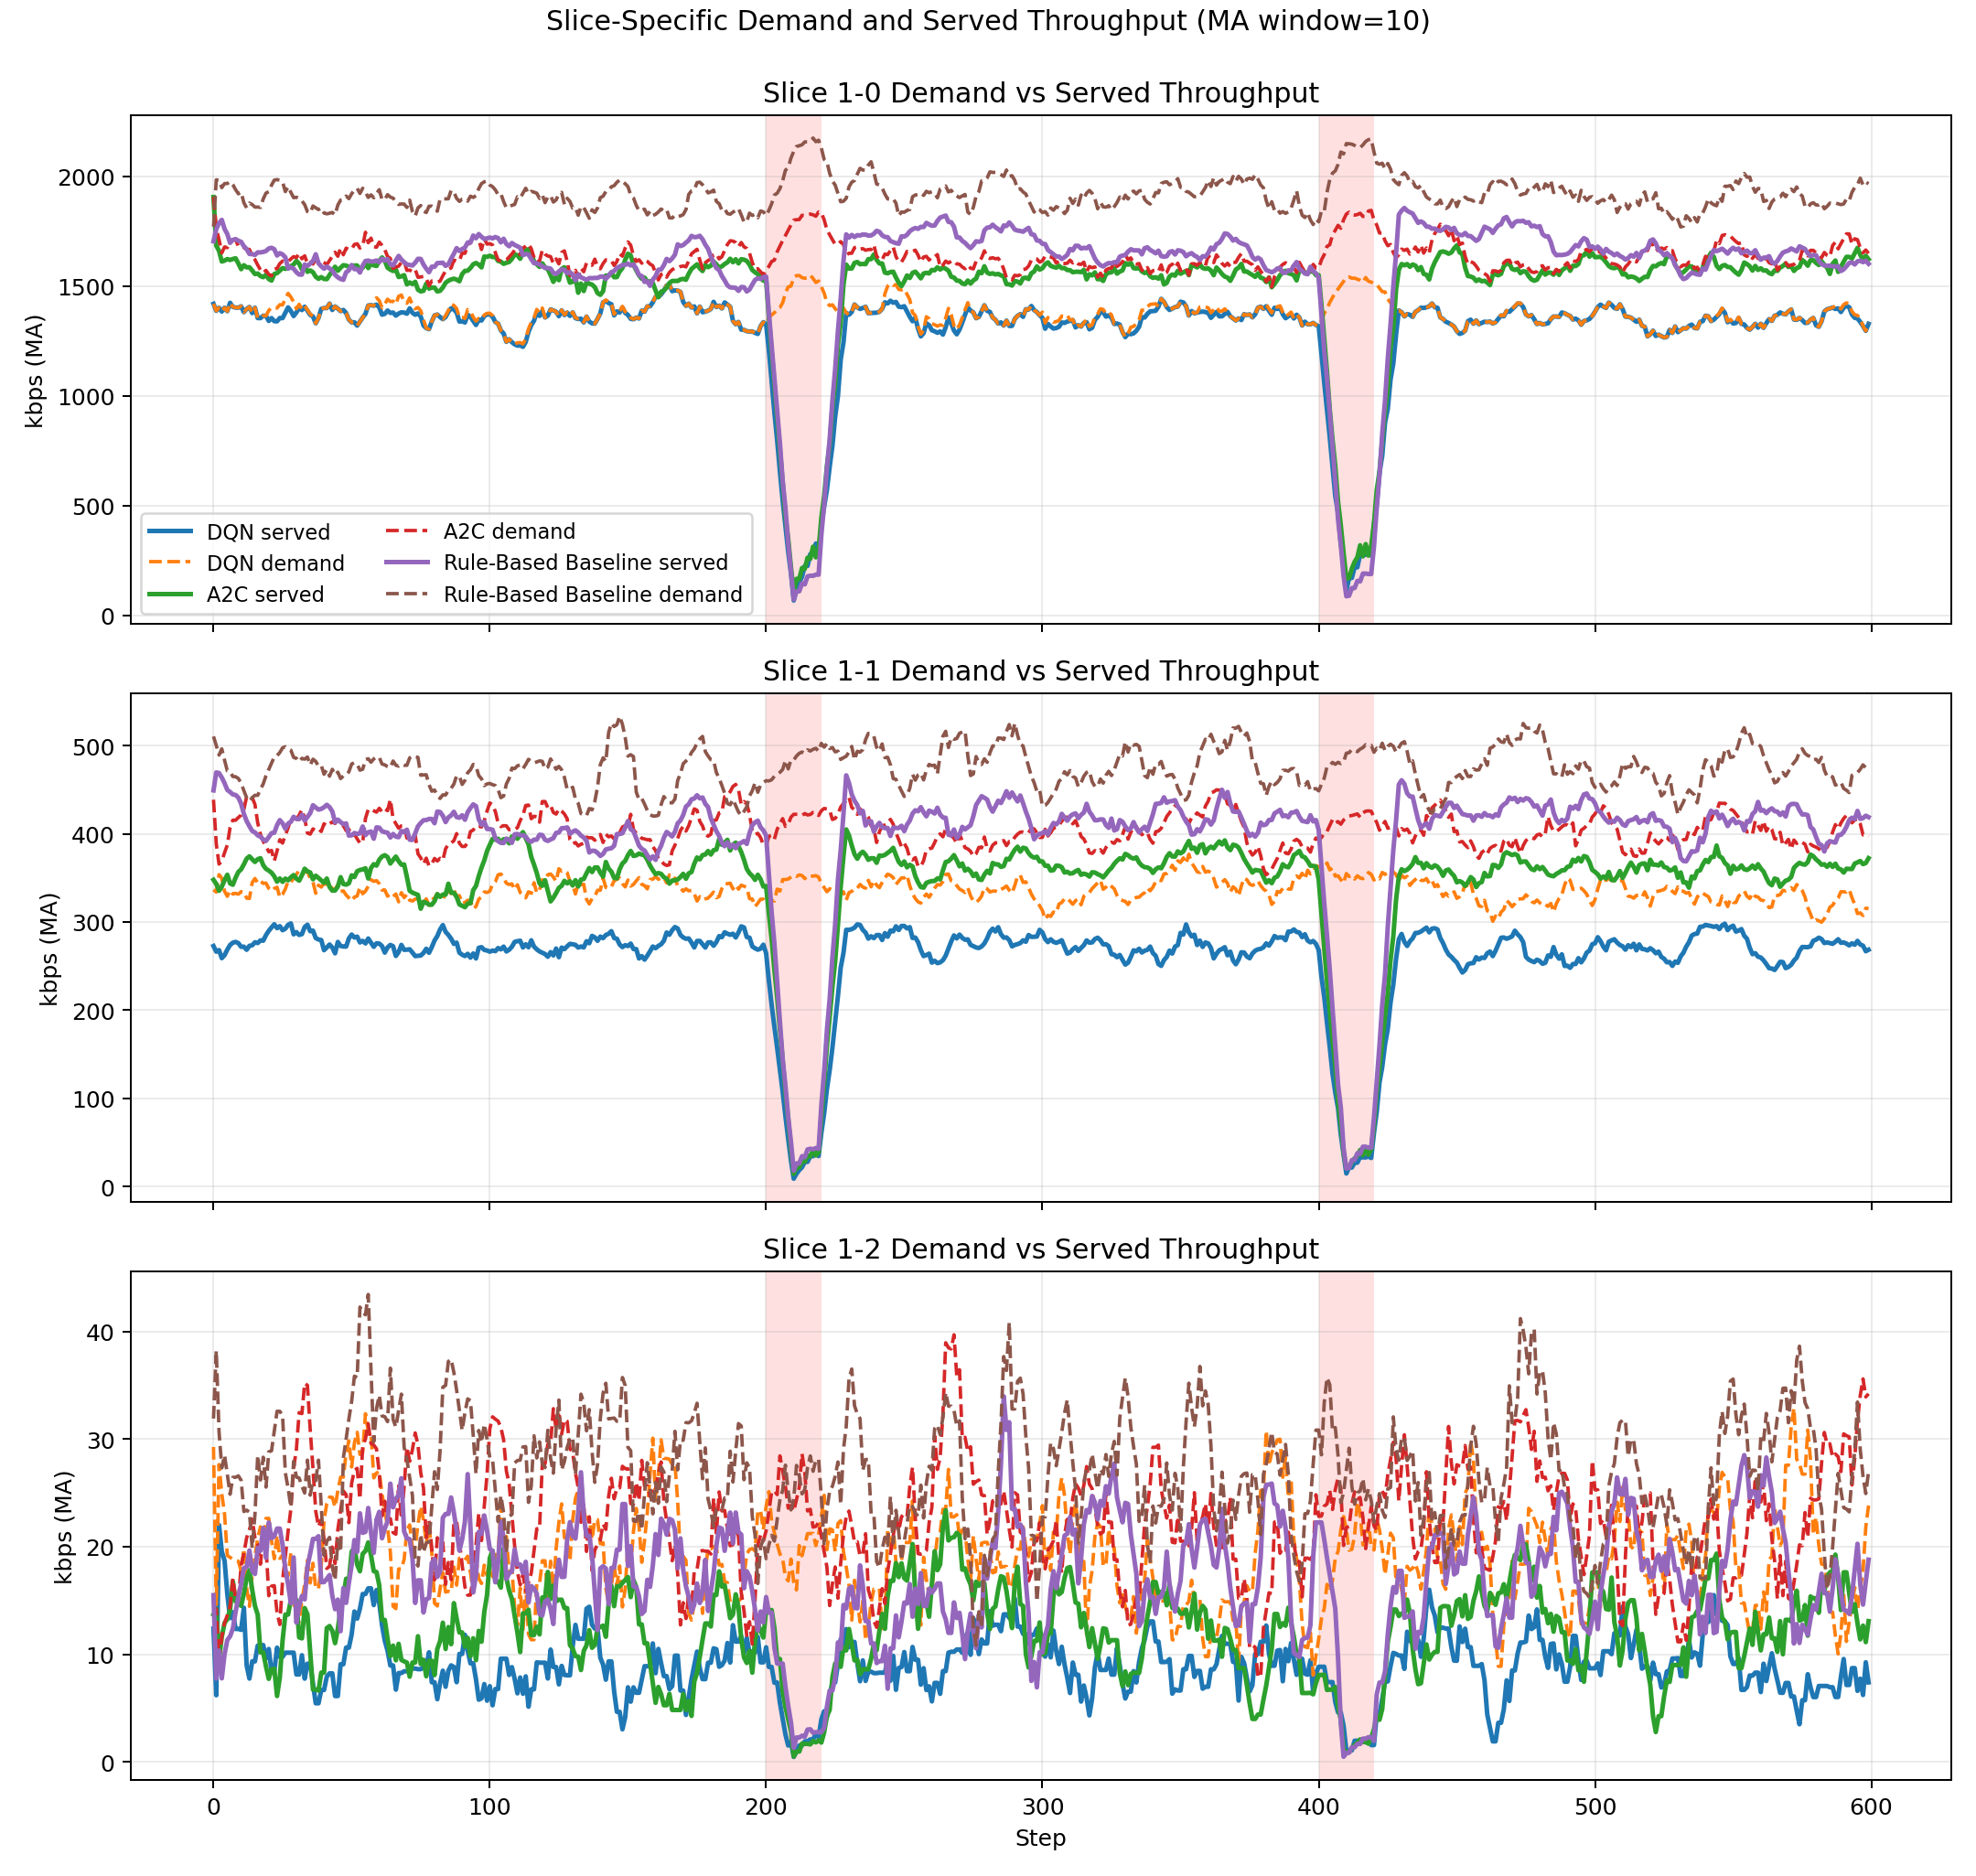 Slice-Specific Demand and Served Throughput (MA window=10)
Slice 1-0 Demand vs Served Throughput
2000
1500
1000
500
0
kbps (MA)
DQN served
DQN demand
A2C served
A2C demand
Rule-Based Baseline served
Rule-Based Baseline demand
Slice 1-1 Demand vs Served Throughput
500
400
300
200
100
0
kbps (MA)
Slice 1-2 Demand vs Served Throughput
40
30
20
10
0
kbps (MA)
0 100 200 300 400 500 600
Step